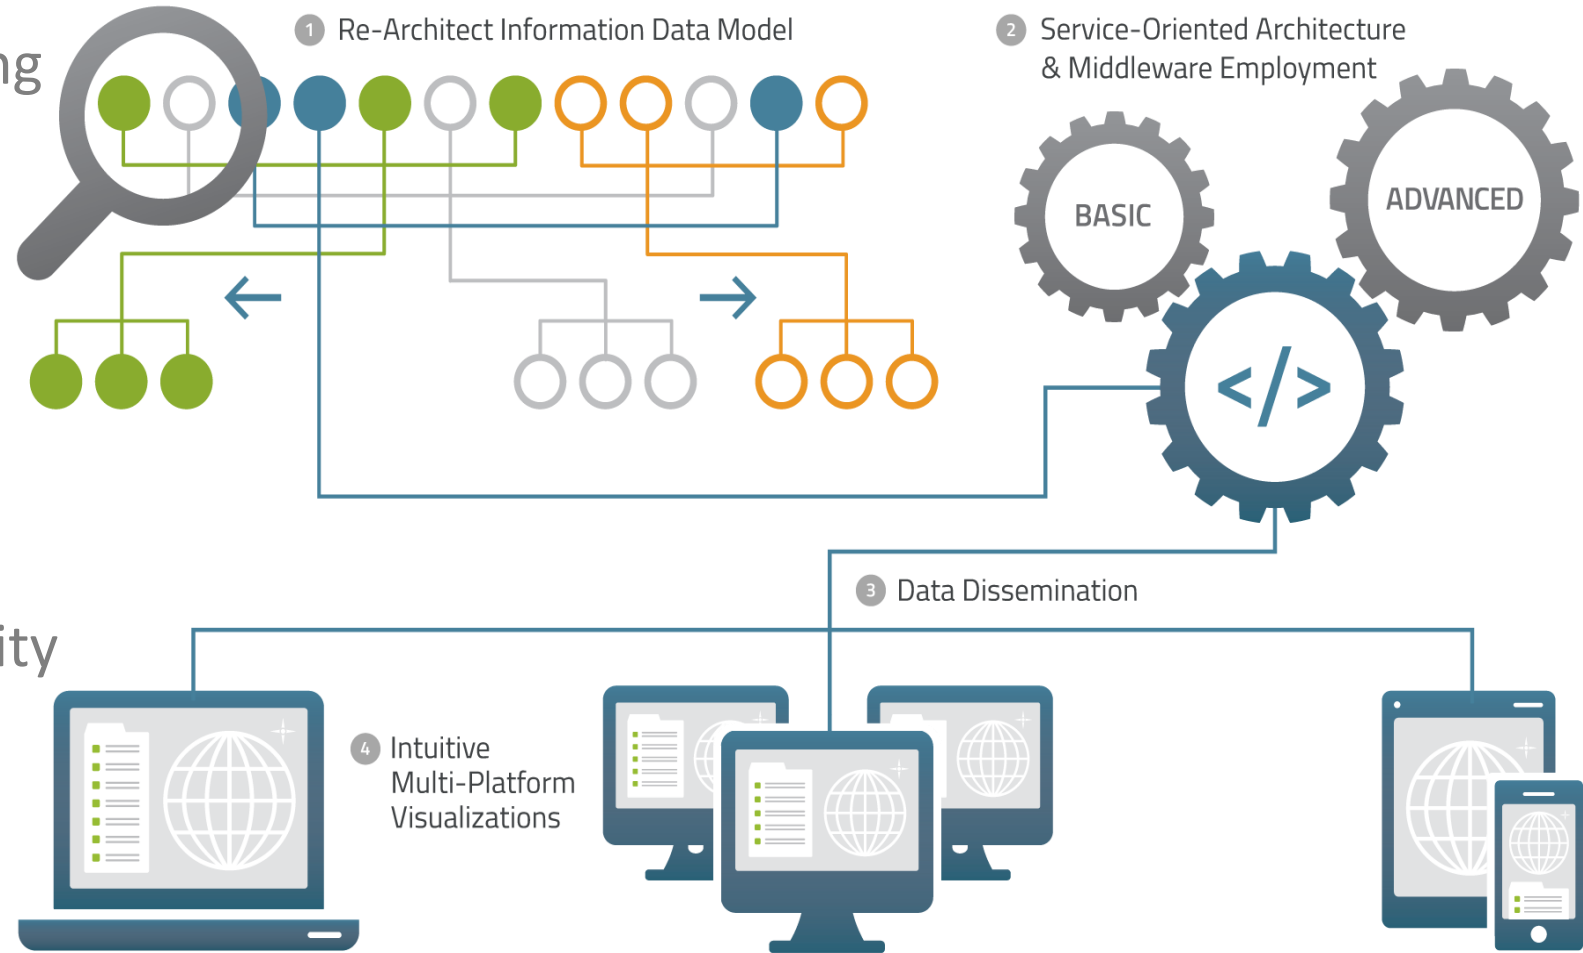 ng
1 Re-Architect Information Data Model
2 Service-Oriented Architecture
& Middleware Employment
BASIC
ADVANCED
</>
3 Data Dissemination
ity
4 Intuitive
Multi-Platform
Visualizations